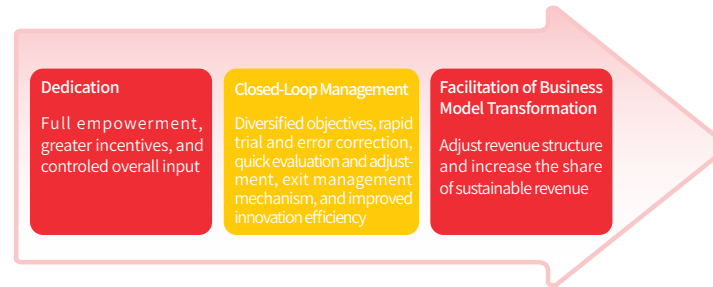 Dedication
Full empowerment,
greater incentives, and
controled overall input
Closed-Loop Management
Diversified objectives, rapid
trial and error correction,
quick evaluation and adjust-
ment, exit management
mechanism, and improved
innovation efficiency
Facilitation of Business
Model Transformation
Adjust revenue structure
and increase the share
of sustainable revenue